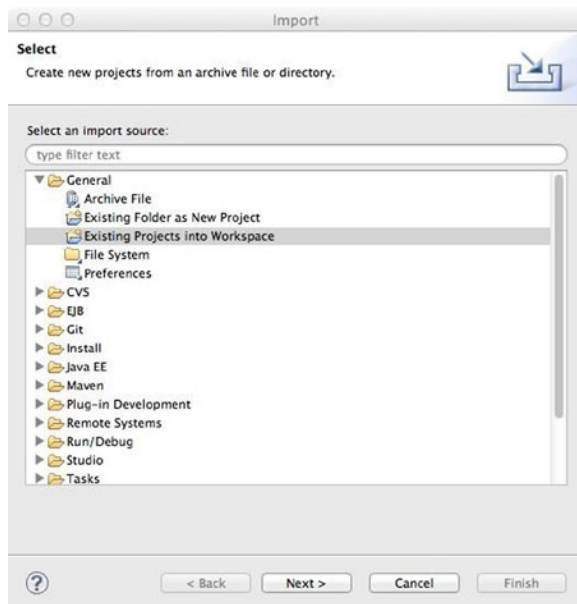 Import
Select
Create new projects from an archive file or directory.
Select an import source:
type filter text
General
Archive File
Existing Folder as New Project
Existing Projects into Workspace
File System
Preferences
CVS
EJB
Git
Install
Java EE
Maven
Plug-in Development
Remote Systems
Run/Debug
Studio
Tasks
? < Back Next > Cancel Finish